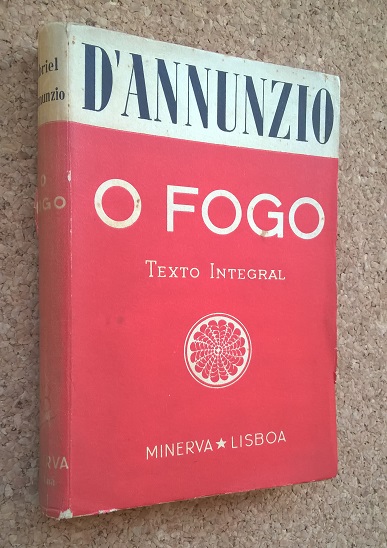 D'ANNUNZIO
O FOGO
TEXTO INTEGRAL
MINERVA ★ LISBOA
O